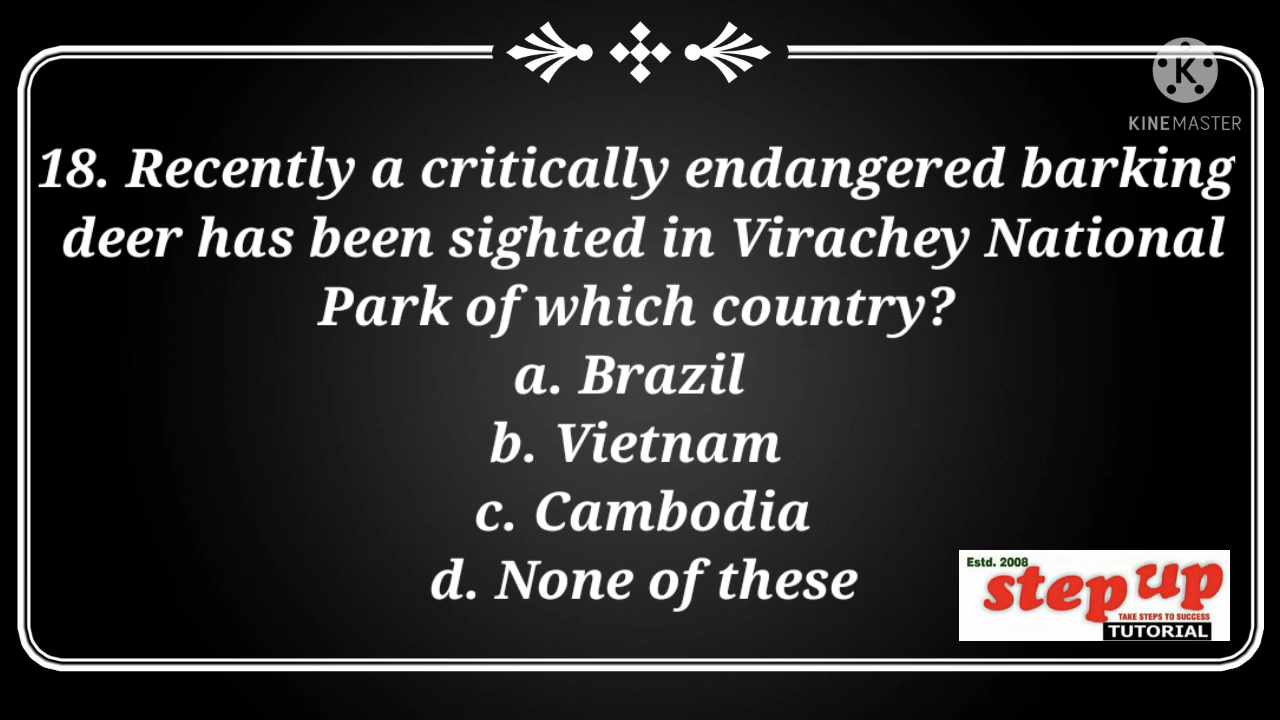 KINEMASTER
18. Recently a critically endangered barking
deer has been sighted in Virachey National
Park of which country?
a. Brazil
b. Vietnam
c. Cambodia
d. None of these
Estd. 2008
step up
TAKE STEPS TO SUCCESS
TUTORIAL